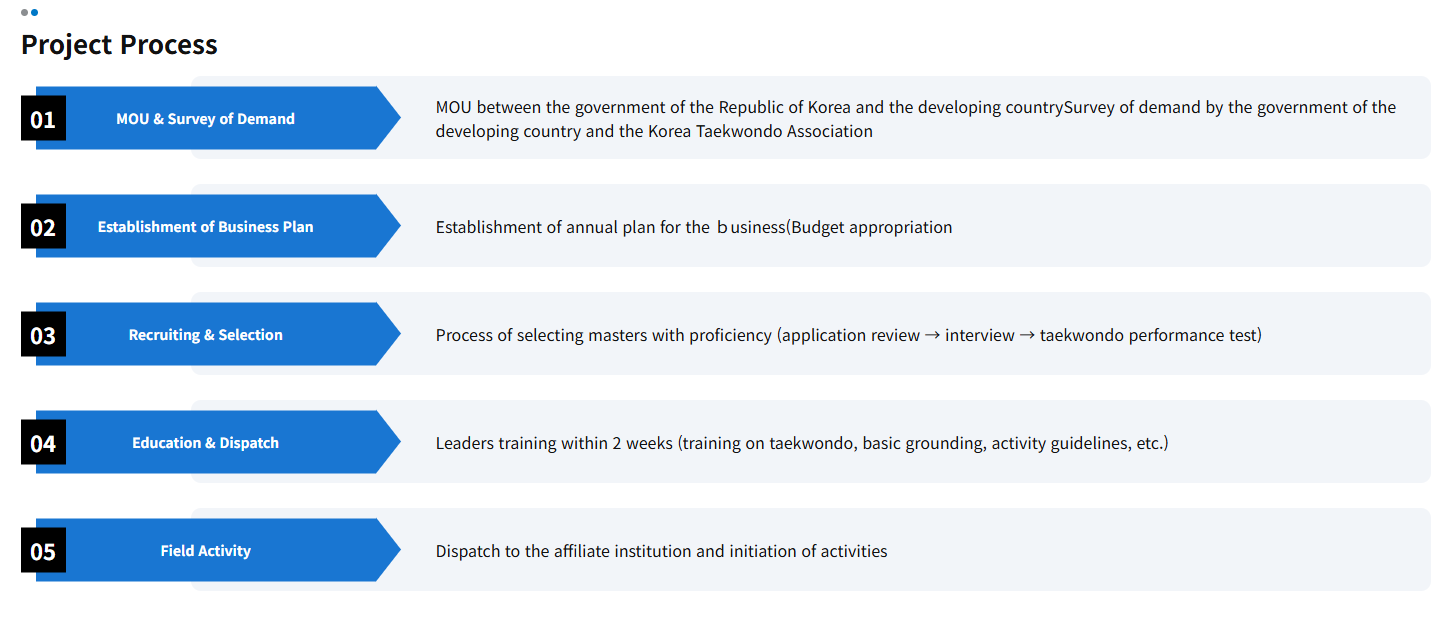 Project Process
01
MOU & Survey of Demand
MOU between the government of the Republic of Korea and the developing countrySurvey of demand by the government of the
developing country and the Korea Taekwondo Association
02
Establishment of Business Plan
Establishment of annual plan for the ｂusiness(Budget appropriation
03
Recruiting & Selection
Process of selecting masters with proficiency (application review → interview → taekwondo performance test)
04
Education & Dispatch
Leaders training within 2 weeks (training on taekwondo, basic grounding, activity guidelines, etc.)
05
Field Activity
Dispatch to the affiliate institution and initiation of activities